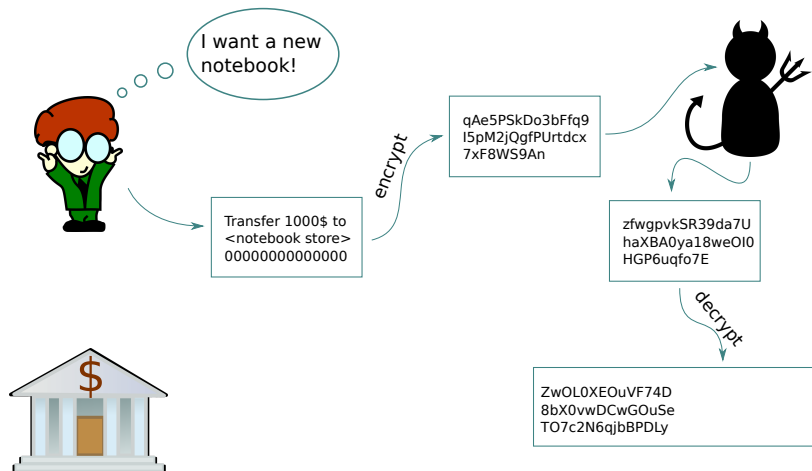 I want a new
notebook!
Transfer 1000$ to
<notebook store>
00000000000000
encrypt
qAe5PSkDo3bFfq9
I5pM2jQgfPUrtdcx
7xF8WS9An
zfwgpvkSR39da7U
haXBA0ya18weOI0
HGP6uqfo7E
decrypt
ZwOL0XEOuVF74D
8bX0vwDCwGOuSe
TO7c2N6qjbBPDLy
$